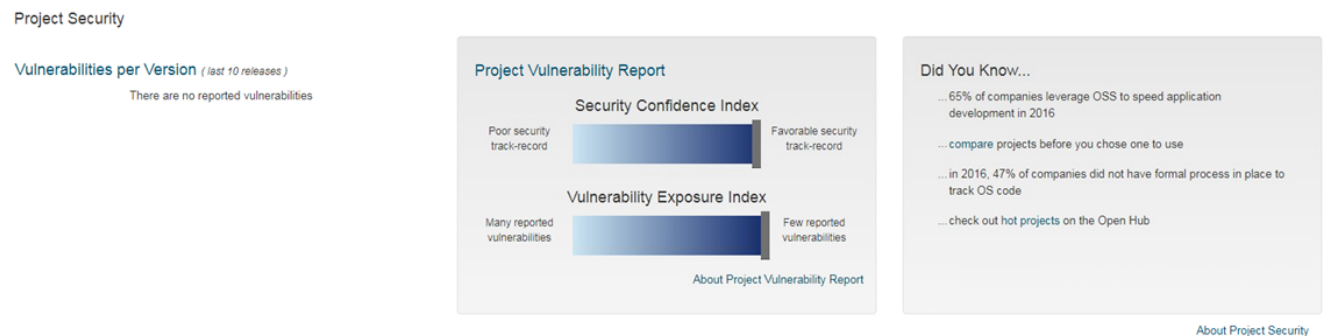 Project Security
Vulnerabilities per Version ( last 10 releases )
There are no reported vulnerabilities
Project Vulnerability Report
Security Confidence Index
Poor security
track-record
Favorable security
track-record
Vulnerability Exposure Index
Many reported
vulnerabilities
Few reported
vulnerabilities
About Project Vulnerability Report
Did You Know...
...65% of companies leverage OSS to speed application
development in 2016
...compare projects before you chose one to use
...in 2016, 47% of companies did not have formal process in place to
track OS code
...check out hot projects on the Open Hub
About Project Security